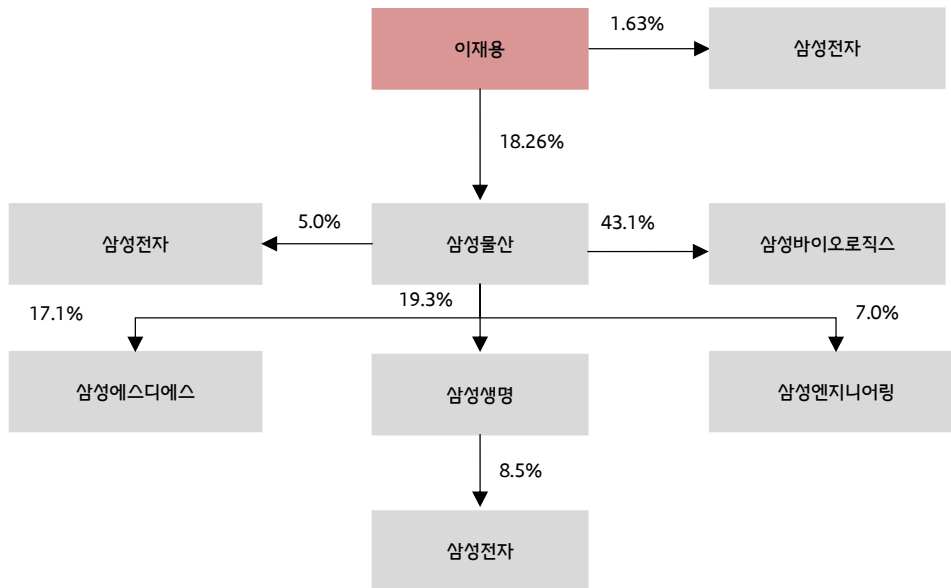 이재용
1.63%
삼성전자
18.26%
삼성전자
5.0%
삼성물산
43.1%
삼성바이오로직스
17.1%
19.3%
7.0%
삼성에스디에스
삼성생명
삼성엔지니어링
8.5%
삼성전자